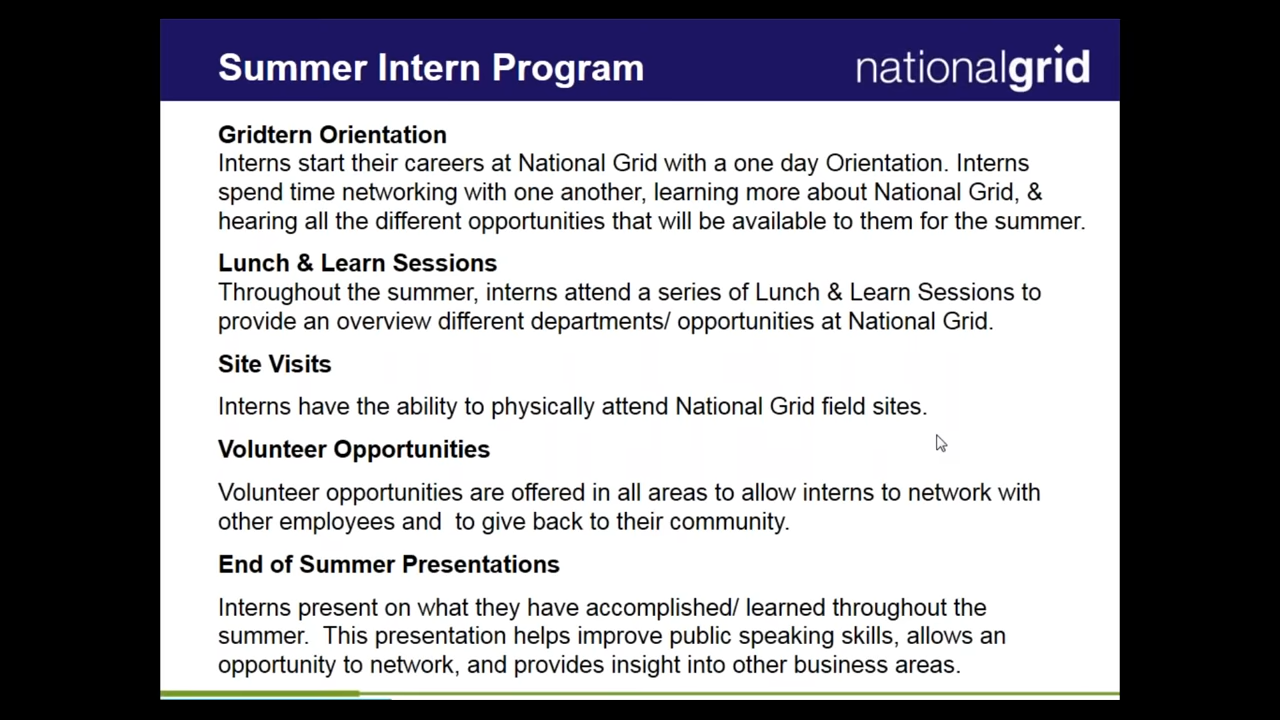 Summer Intern Program
nationalgrid
Gridtern Orientation
Interns start their careers at National Grid with a one day Orientation. Interns
spend time networking with one another, learning more about National Grid, &
hearing all the different opportunities that will be available to them for the summer.
Lunch & Learn Sessions
Throughout the summer, interns attend a series of Lunch & Learn Sessions to
provide an overview different departments/ opportunities at National Grid.
Site Visits
Interns have the ability to physically attend National Grid field sites.
Volunteer Opportunities
Volunteer opportunities are offered in all areas to allow interns to network with
other employees and  to give back to their community.
End of Summer Presentations
Interns present on what they have accomplished/ learned throughout the
summer.  This presentation helps improve public speaking skills, allows an
opportunity to network, and provides insight into other business areas.